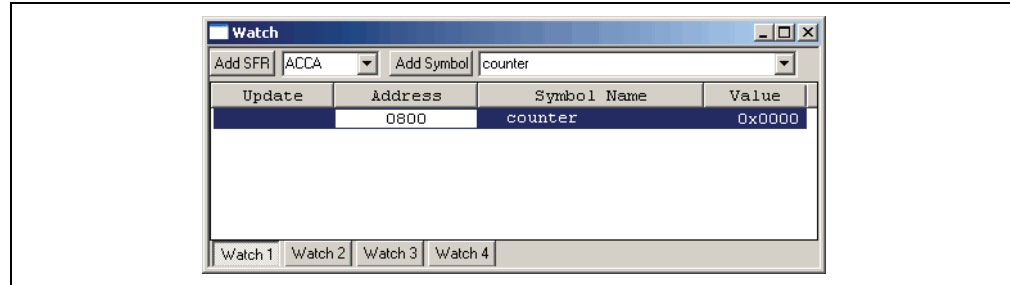 Watch
Add SFR ACCA Add Symbol counter
Update Address Symbol Name Value
0800 counter 0x0000
Watch 1 Watch 2 Watch 3 Watch 4